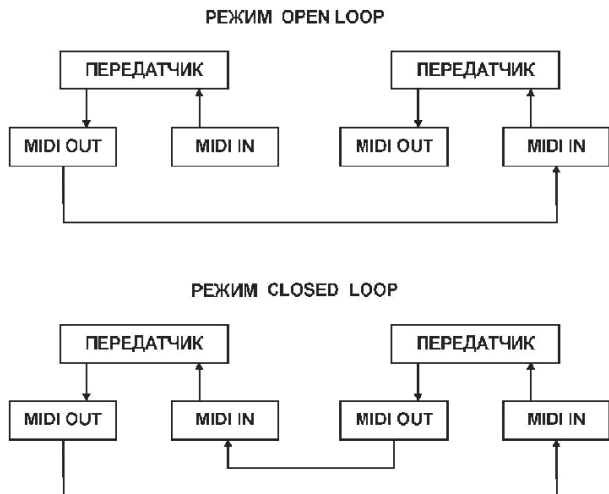 РЕЖИМ OPEN LOOP
ПЕРЕДАТЧИК ПЕРЕДАТЧИК
MIDI OUT MIDI IN MIDI OUT MIDI IN
РЕЖИМ CLOSED LOOP
ПЕРЕДАТЧИК ПЕРЕДАТЧИК
MIDI OUT MIDI IN MIDI OUT MIDI IN